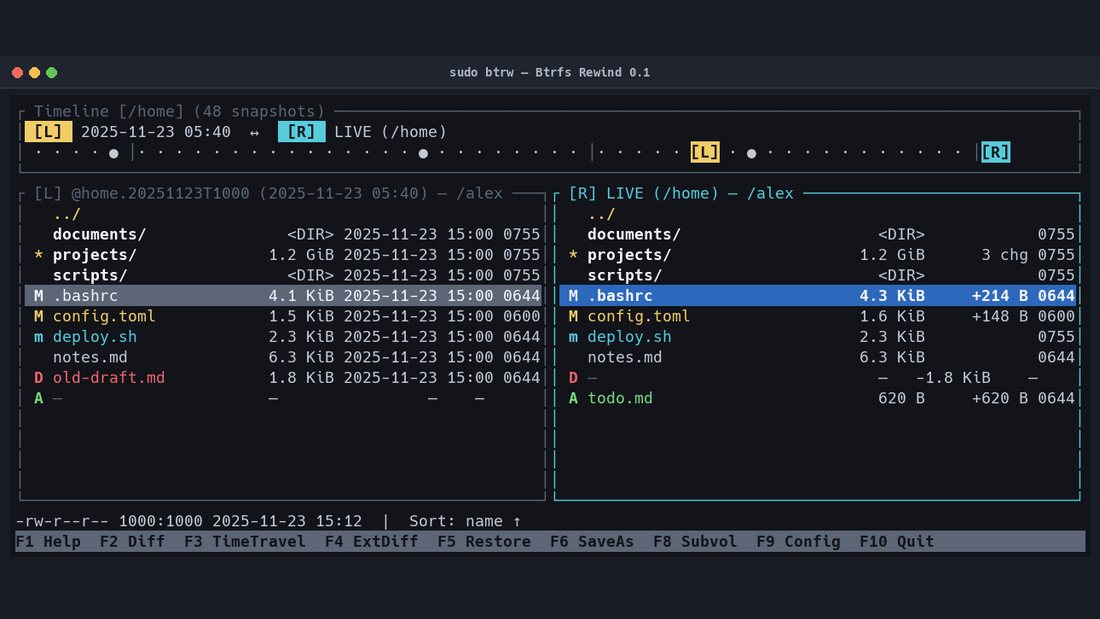 sudo btrw — Btrfs Rewind 0.1
Timeline [/home] (48 snapshots)
[L] 2025-11-23 05:40 ↔ [R] LIVE (/home)
· · · · ● │· · · · · · · · · · · · · · · ● · · · · · · · · │· · · · · [L] · ● · · · · · · · · · · · │[R]
[L] @home.20251123T1000 (2025-11-23 05:40) — /alex
../
documents/ <DIR> 2025-11-23 15:00 0755
* projects/ 1.2 GiB 2025-11-23 15:00 0755
scripts/ <DIR> 2025-11-23 15:00 0755
M .bashrc 4.1 KiB 2025-11-23 15:00 0644
M config.toml 1.5 KiB 2025-11-23 15:00 0600
m deploy.sh 2.3 KiB 2025-11-23 15:00 0644
notes.md 6.3 KiB 2025-11-23 15:00 0644
D old-draft.md 1.8 KiB 2025-11-23 15:00 0644
A — — — —
[R] LIVE (/home) — /alex
../
documents/ <DIR> 0755
* projects/ 1.2 GiB 3 chg 0755
scripts/ <DIR> 0755
M .bashrc 4.3 KiB +214 B 0644
M config.toml 1.6 KiB +148 B 0600
m deploy.sh 2.3 KiB 0755
notes.md 6.3 KiB 0644
D — — -1.8 KiB —
A todo.md 620 B +620 B 0644
-rw-r--r-- 1000:1000 2025-11-23 15:12 | Sort: name ↑
F1 Help F2 Diff F3 TimeTravel F4 ExtDiff F5 Restore F6 SaveAs F8 Subvol F9 Config F10 Quit